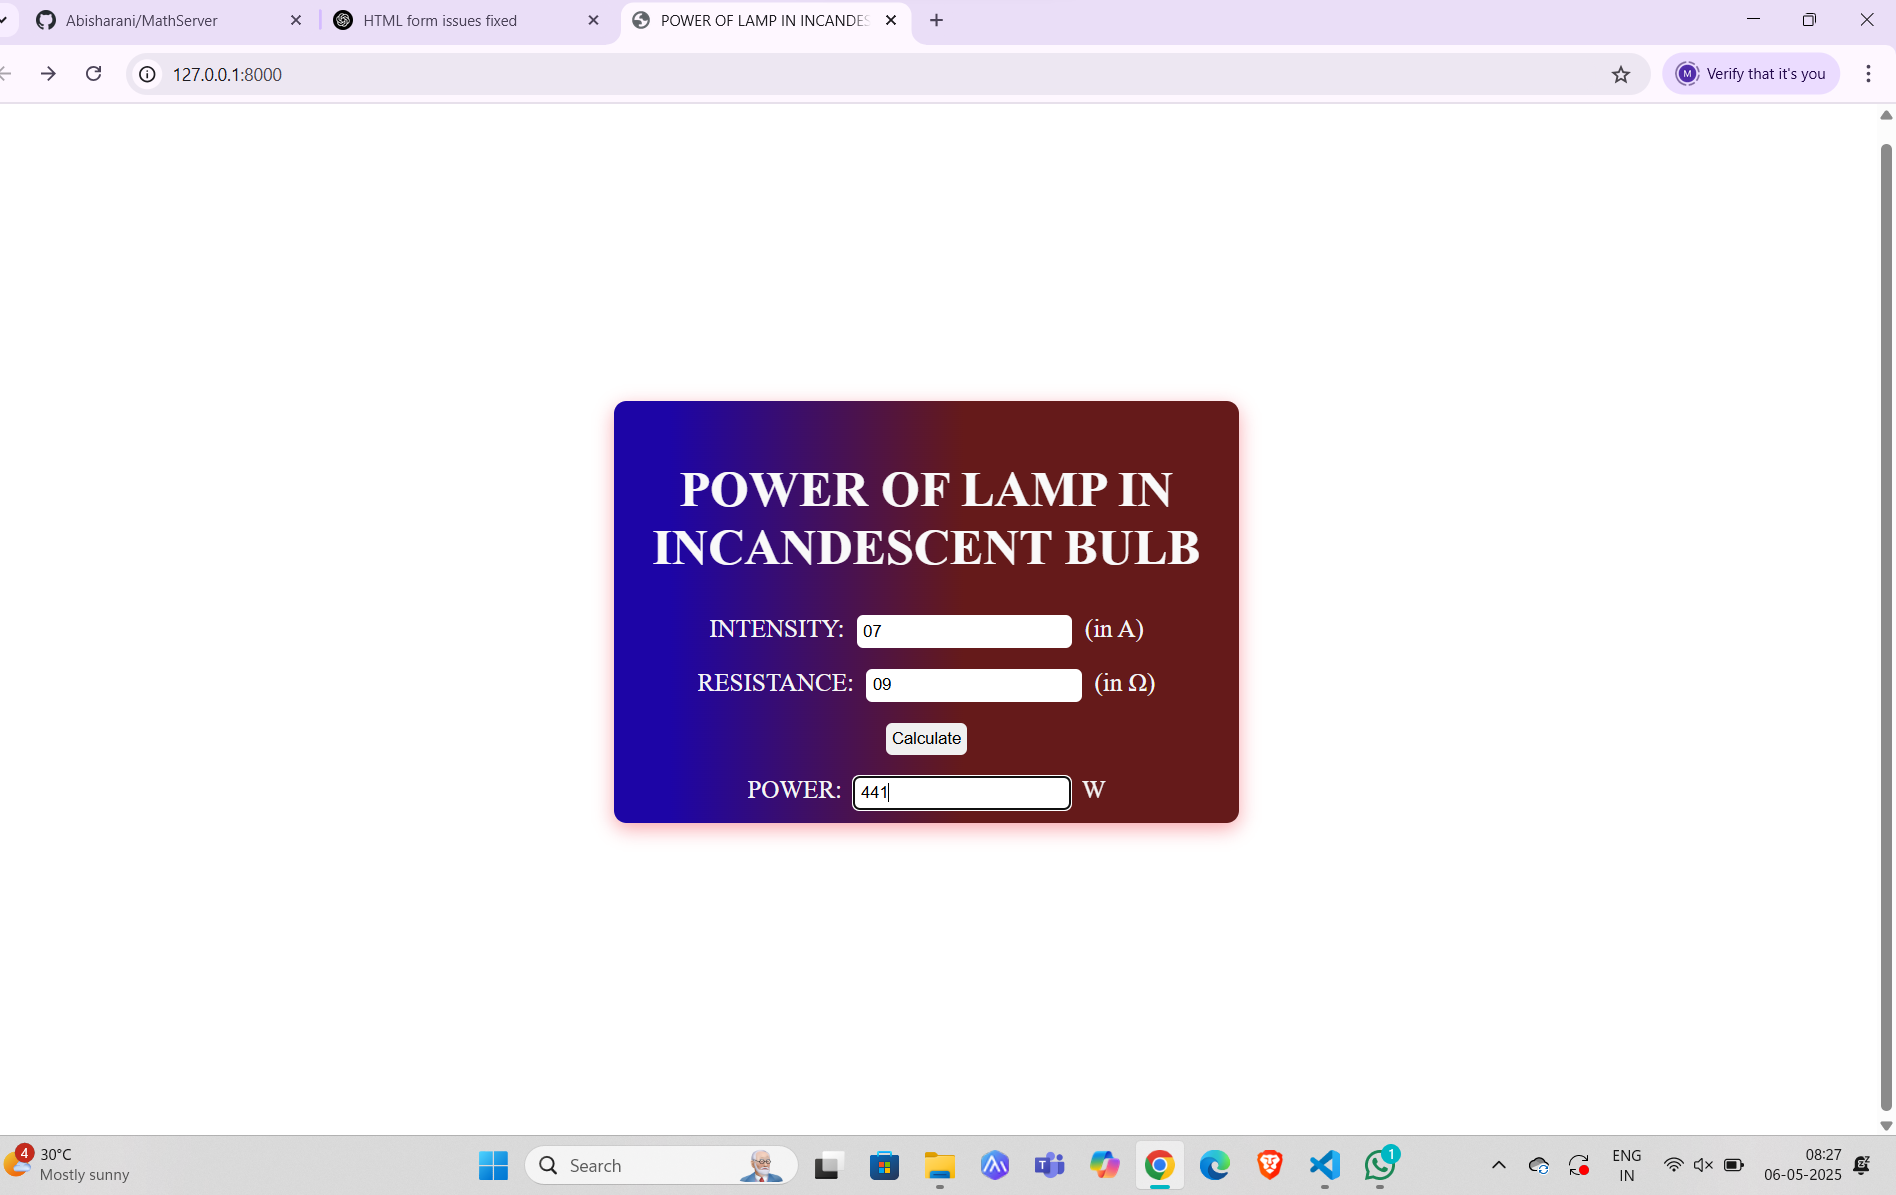 Abisharani/MathServer
HTML form issues fixed
POWER OF LAMP IN INCANDES
127.0.0.1:8000
M
Verify that it's you
POWER OF LAMP IN
INCANDESCENT BULB
INTENSITY: 07 (in A)
RESISTANCE: 09 (in Ω)
Calculate
POWER: 441 W
4
30°C
Mostly sunny
Search
1
ENG
IN
08:27
06-05-2025